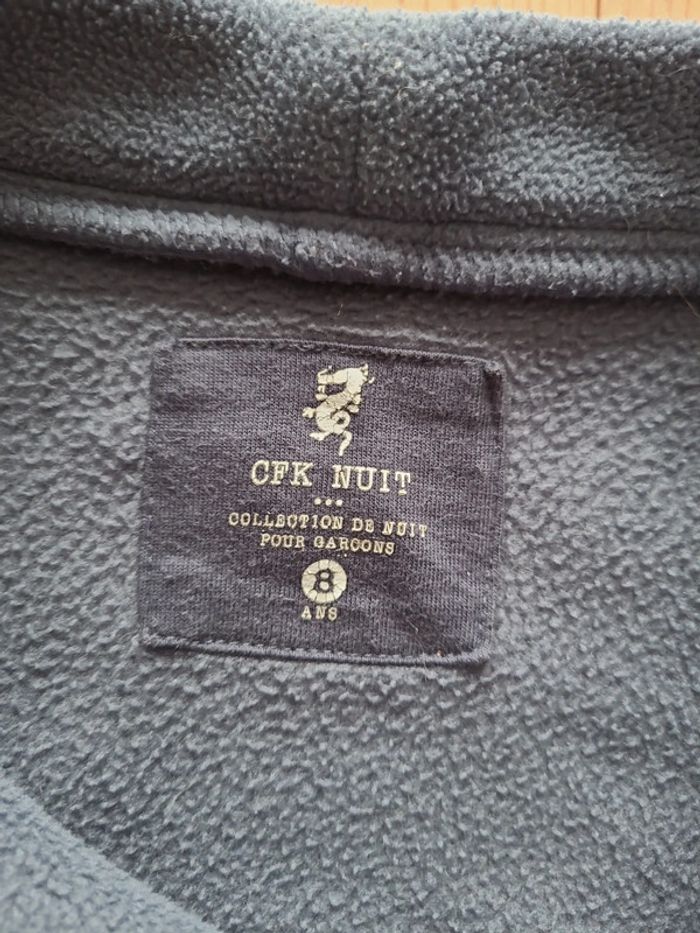 CFK NUIT
•••
COLLECTION DE NUIT
POUR GARCONS
8
ANS